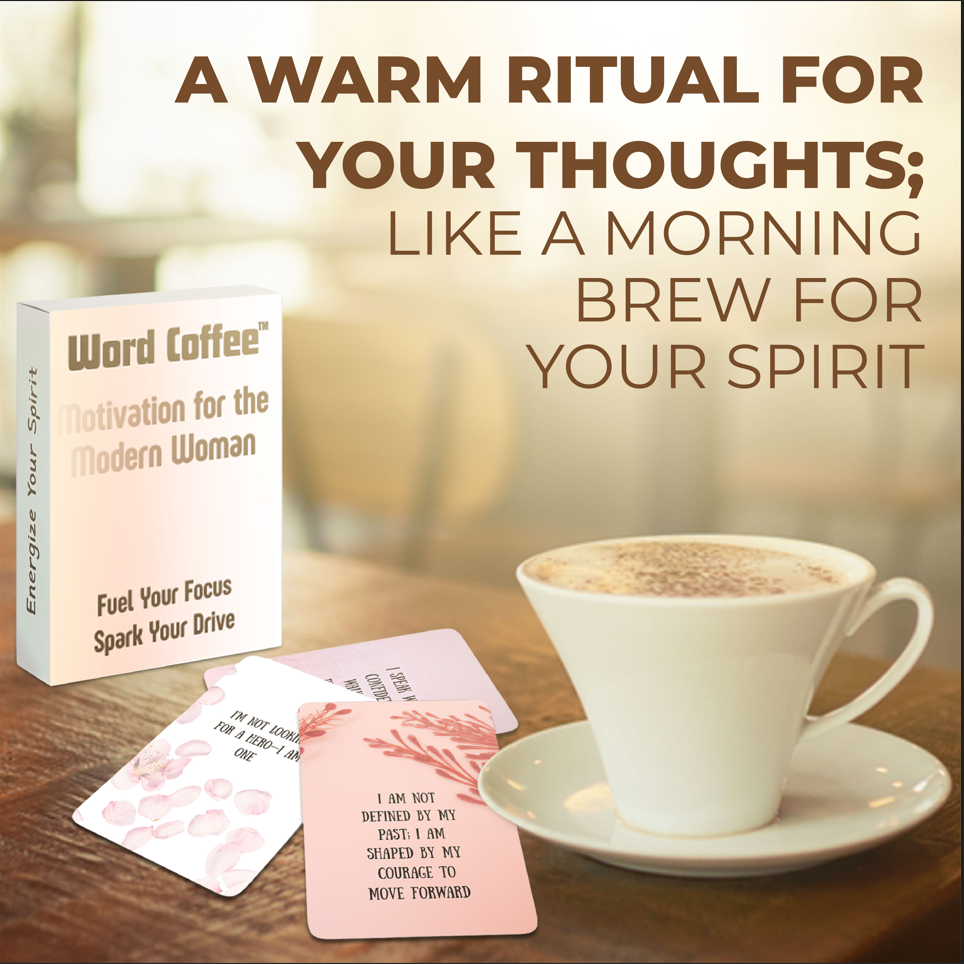 A WARM RITUAL FOR
YOUR THOUGHTS;
LIKE A MORNING
BREW FOR
YOUR SPIRIT
Word Coffee™
Motivation for the
Modern Woman
Fuel Your Focus
Spark Your Drive
Energize Your Spirit
I SPEAK
I'M NOT
FOR A HERO—I AM
ONE
I AM NOT
DEFINED BY MY
PAST; I AM
SHAPED BY MY
COURAGE TO
MOVE FORWARD